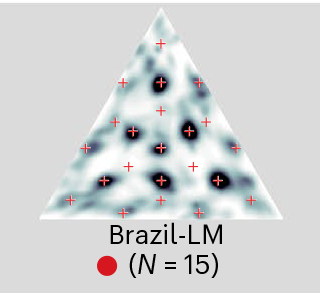 Brazil-LM
(N = 15)